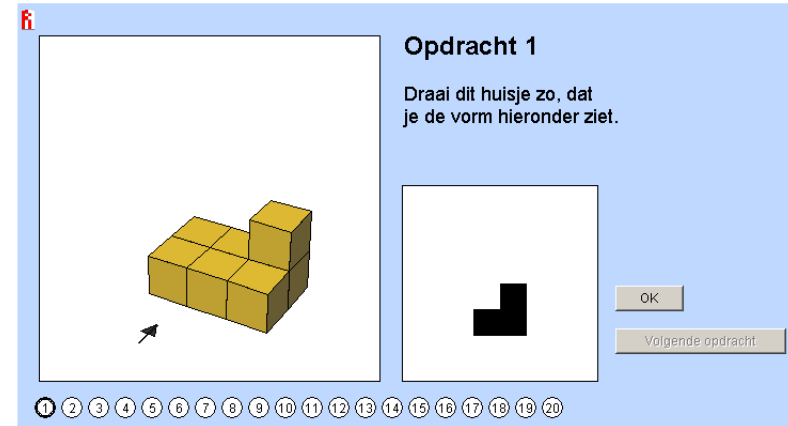 fi
Opdracht 1
Draai dit huisje zo, dat
je de vorm hieronder ziet.
OK
Volgende opdracht
1 2 3 4 5 6 7 8 9 10 11 12 13 14 15 16 17 18 19 20